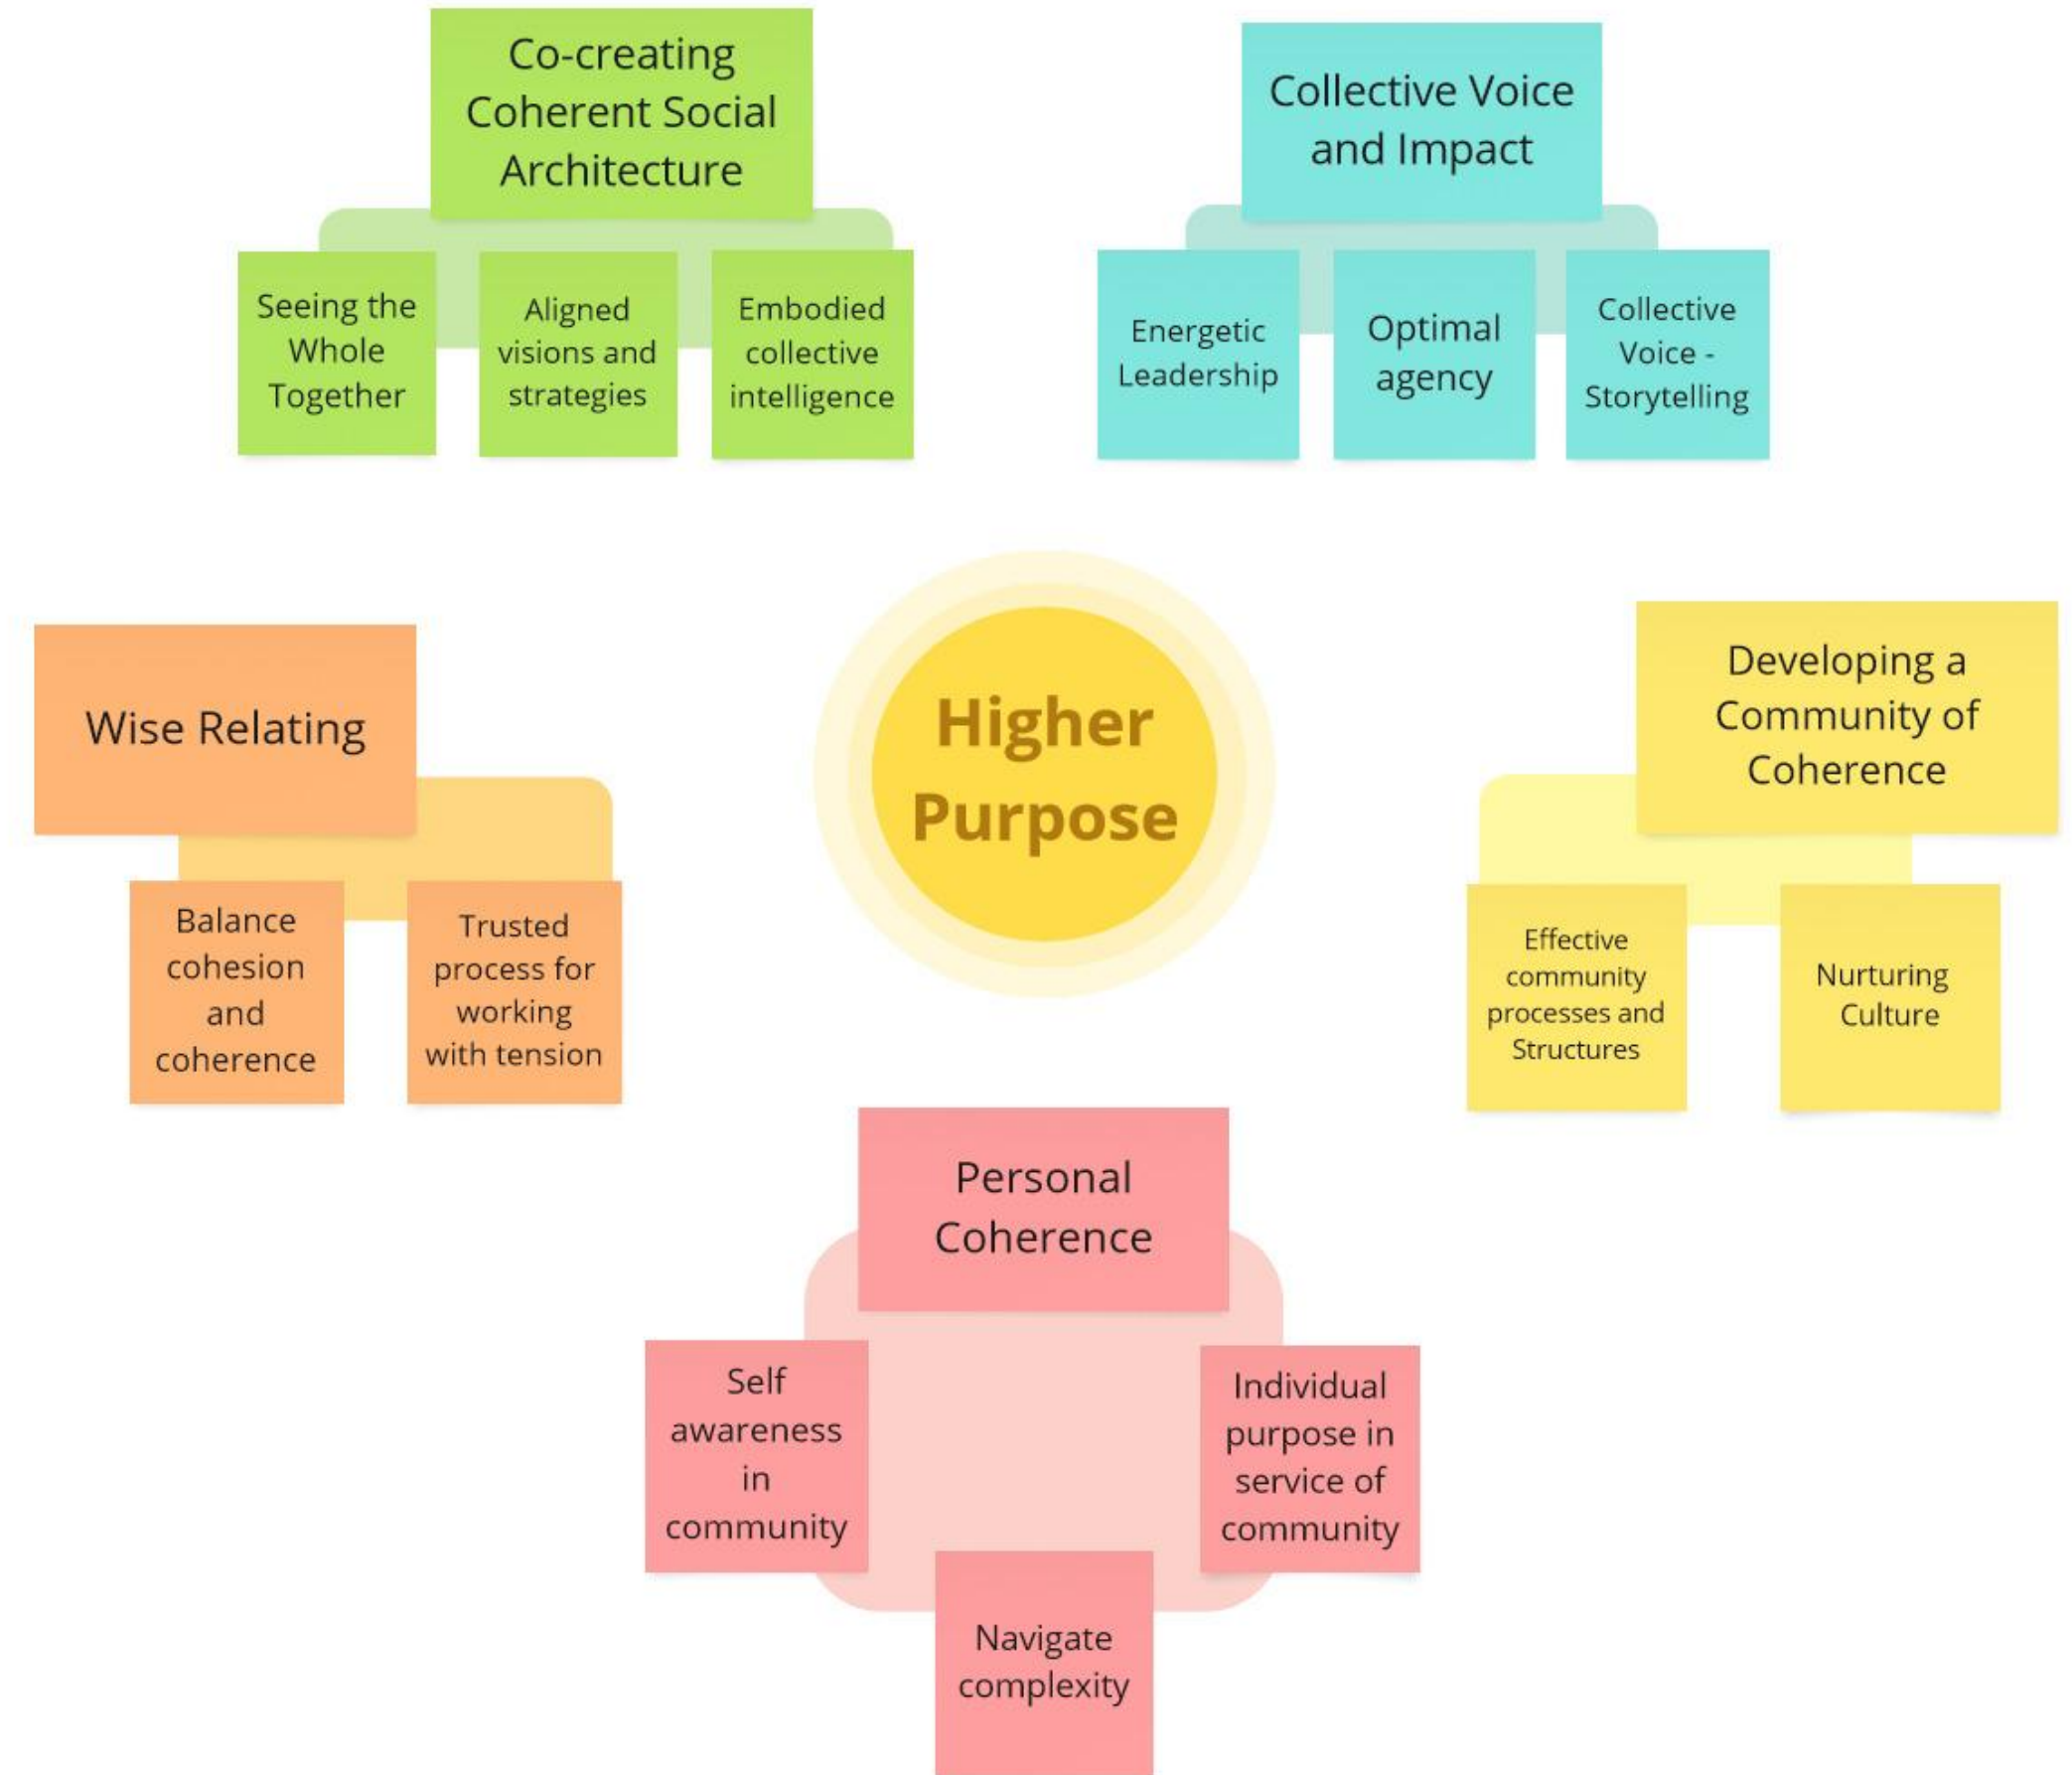 Co-creating
Coherent Social
Architecture
Seeing the
Whole
Together
Aligned
visions and
strategies
Embodied
collective
intelligence
Collective Voice
and Impact
Energetic
Leadership
Optimal
agency
Collective
Voice -
Storytelling
Wise Relating
Balance
cohesion
and
coherence
Trusted
process for
working
with tension
Higher
Purpose
Developing a
Community of
Coherence
Effective
community
processes and
Structures
Nurturing
Culture
Personal
Coherence
Self
awareness
in
community
Individual
purpose in
service of
community
Navigate
complexity